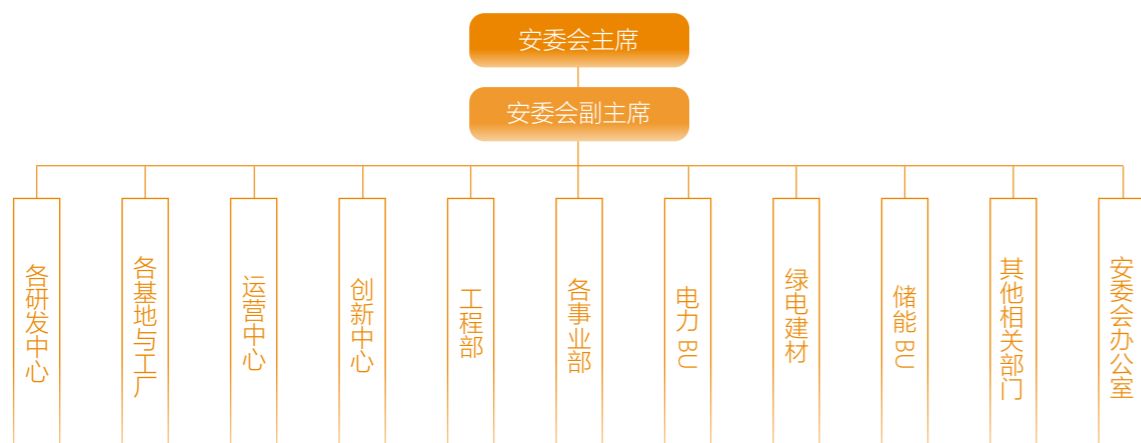 安委会主席
安委会副主席
各研发中心
各基地与工厂
运营中心
创新中心
工程部
各事业部
电力 BU
绿电建材
储能 BU
其他相关部门
安委会办公室